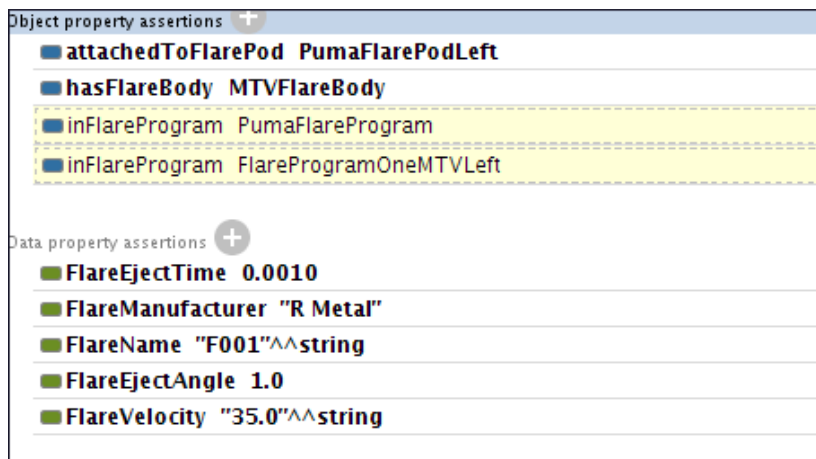 Object property assertions
attachedToFlarePod PumaFlarePodLeft
hasFlareBody MTVFlareBody
inFlareProgram PumaFlareProgram
inFlareProgram FlareProgramOneMTVLeft
Data property assertions
FlareEjectTime 0.0010
FlareManufacturer "R Metal"
FlareName "F001"^^string
FlareEjectAngle 1.0
FlareVelocity "35.0"^^string